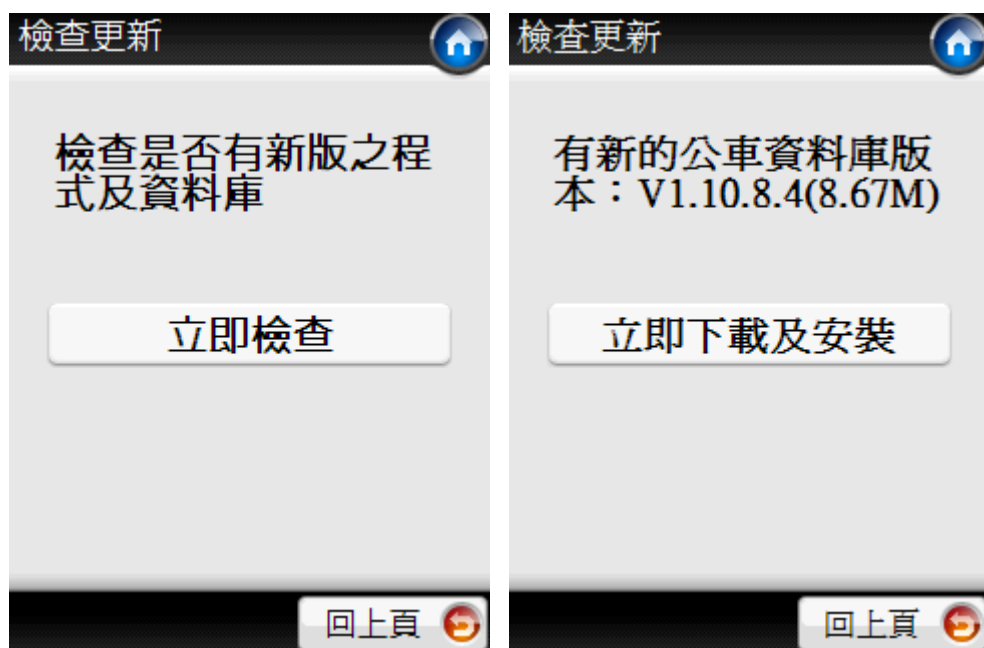 檢查更新
檢查是否有新版之程
式及資料庫
立即檢查
回上頁
檢查更新
有新的公車資料庫版
本：V1.10.8.4(8.67M)
立即下載及安裝
回上頁